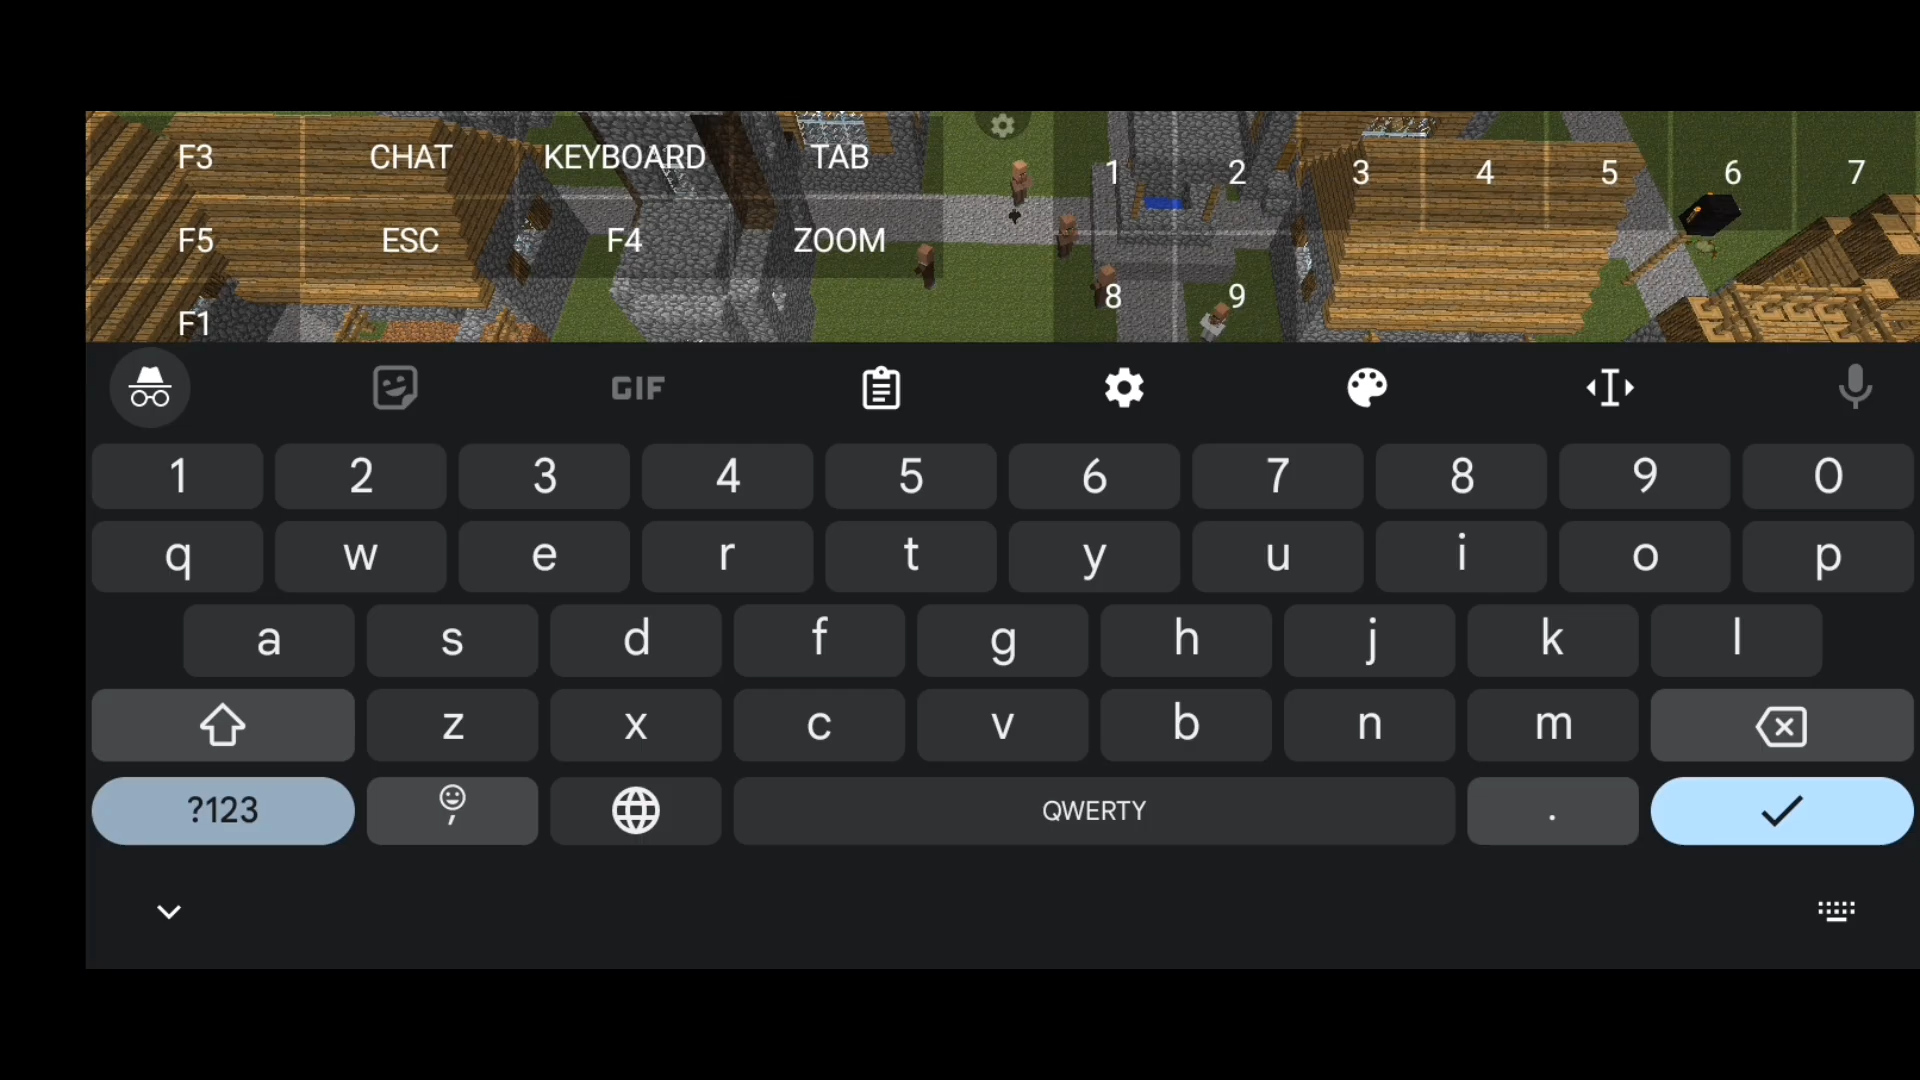 F3 CHAT KEYBOARD TAB
1 2 3 4 5 6 7
F5 ESC F4 ZOOM
8 9
F1
GIF
1 2 3 4 5 6 7 8 9 0
q w e r t y u i o p
a s d f g h j k l
z x c v b n m
?123 , QWERTY .